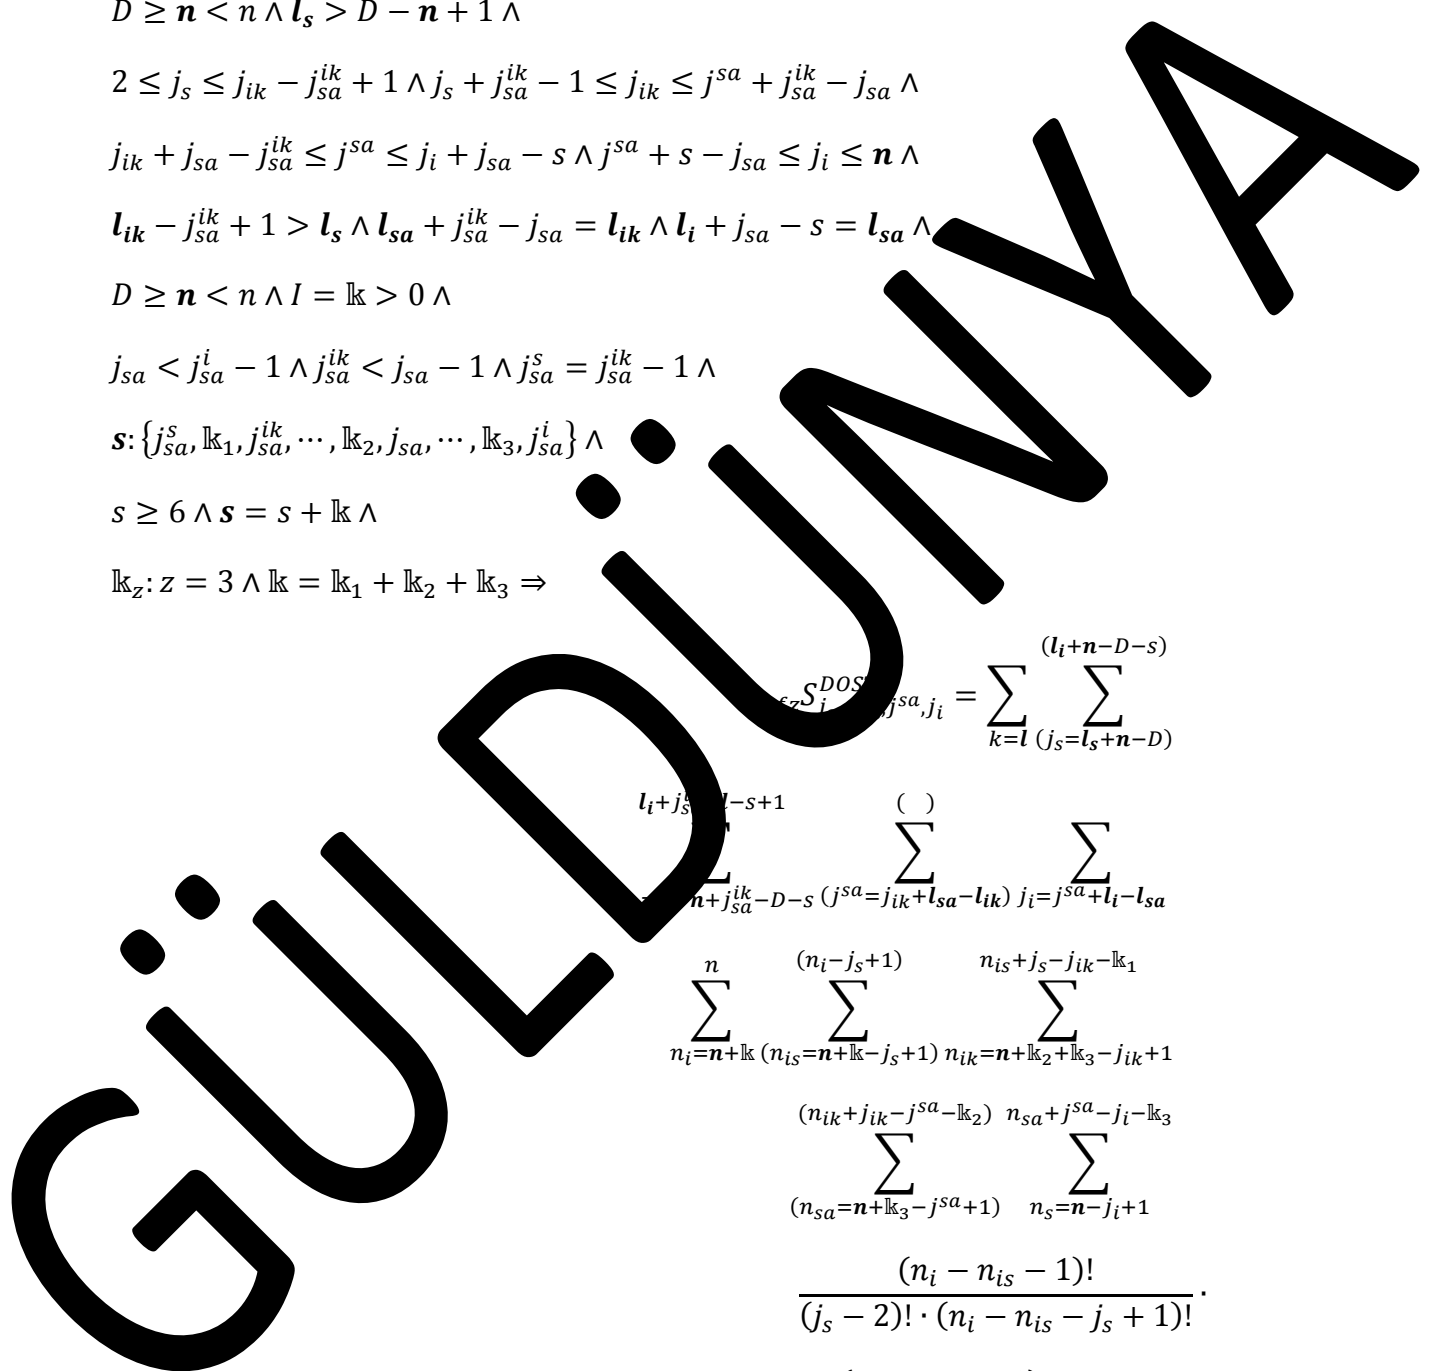 D ≥ 𝒏 < n ∧ 𝒍ₛ > D − 𝒏 + 1 ∧
2 ≤ j_s ≤ j_{ik} − j_{sa}^{ik} + 1 ∧ j_s + j_{sa}^{ik} − 1 ≤ j_{ik} ≤ j^{sa} + j_{sa}^{ik} − j_{sa} ∧
j_{ik} + j_{sa} − j_{sa}^{ik} ≤ j^{sa} ≤ j_i + j_{sa} − s ∧ j^{sa} + s − j_{sa} ≤ j_i ≤ 𝒏 ∧
𝒍_{𝒊𝒌} − j_{sa}^{ik} + 1 > 𝒍_𝒔 ∧ 𝒍_{𝒔𝒂} + j_{sa}^{ik} − j_{sa} = 𝒍_{𝒊𝒌} ∧ 𝒍_𝒊 + j_{sa} − s = 𝒍_{𝒔𝒂} ∧
D ≥ 𝒏 < n ∧ I = 𝕜 > 0 ∧
j_{sa} < j_{sa}^{i} − 1 ∧ j_{sa}^{ik} < j_{sa} − 1 ∧ j_{sa}^{s} = j_{sa}^{ik} − 1 ∧
𝒔: {j_{sa}^{s}, 𝕜_1, j_{sa}^{ik}, ⋯ , 𝕜_2, j_{sa}, ⋯ , 𝕜_3, j_{sa}^{i}} ∧
s ≥ 6 ∧ 𝒔 = s + 𝕜 ∧
𝕜_z: z = 3 ∧ 𝕜 = 𝕜_1 + 𝕜_2 + 𝕜_3 ⇒
(𝒍_𝒊+𝒏−D−s)
S^{DOS} j^{sa},j_i = ∑ ∑
k=𝒍 (j_s=𝒍_𝒔+𝒏−D)
𝒍_𝒊+j −s+1 ( )
∑ ∑ ∑
𝒏+j_{sa}^{ik}−D−s (j^{sa}=j_{ik}+𝒍_{𝒔𝒂}−𝒍_{𝒊𝒌}) j_i=j^{sa}+𝒍_𝒊−𝒍_{𝒔𝒂}
n (n_i−j_s+1) n_{is}+j_s−j_{ik}−𝕜_1
∑ ∑ ∑
n_i=𝒏+𝕜 (n_{is}=𝒏+𝕜−j_s+1) n_{ik}=𝒏+𝕜_2+𝕜_3−j_{ik}+1
(n_{ik}+j_{ik}−j^{sa}−𝕜_2) n_{sa}+j^{sa}−j_i−𝕜_3
∑ ∑
(n_{sa}=𝒏+𝕜_3−j^{sa}+1) n_s=𝒏−j_i+1
(n_i − n_{is} − 1)!
(j_s − 2)! · (n_i − n_{is} − j_s + 1)! ·
GÜLDÜNYA